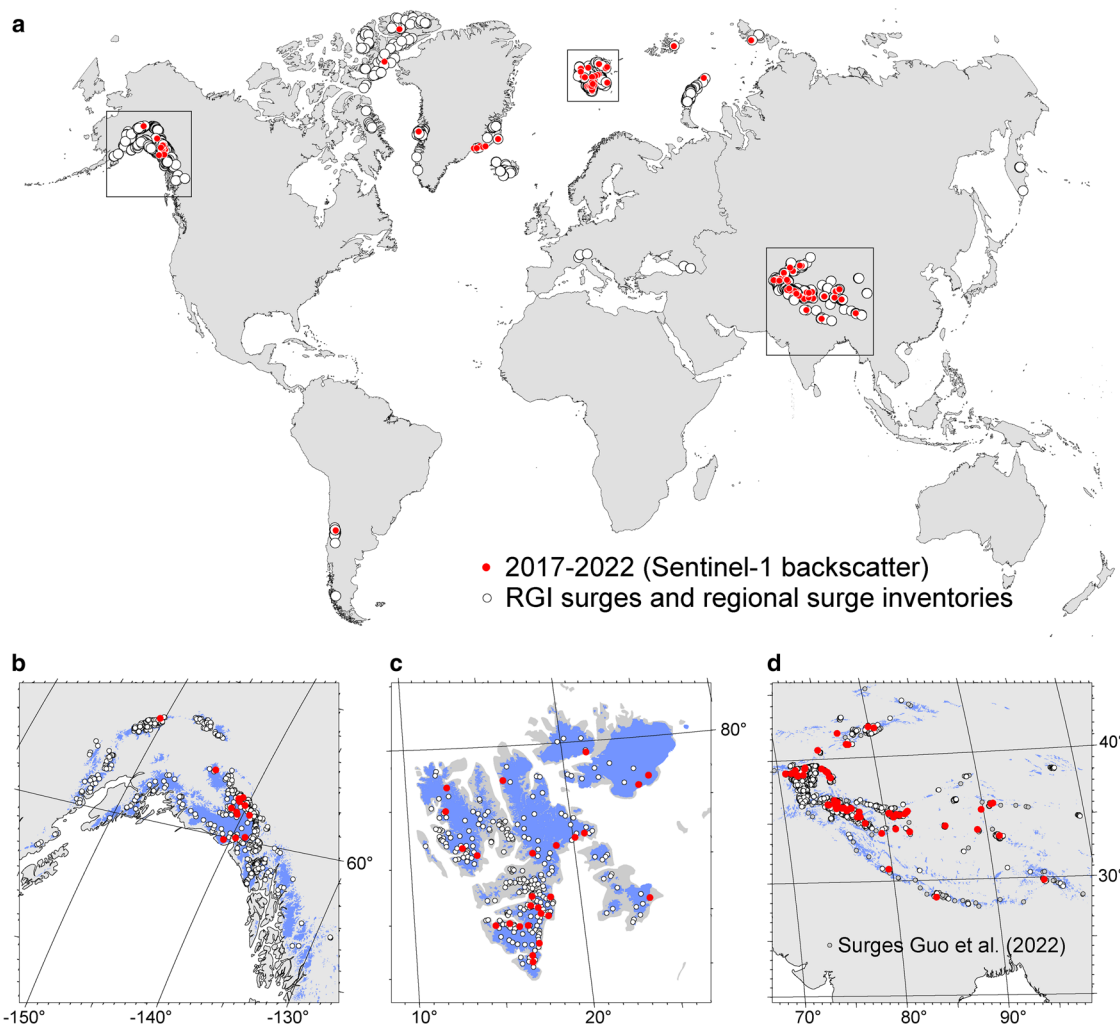 a
2017-2022 (Sentinel-1 backscatter)
RGI surges and regional surge inventories
b
c
d
60°
-150
-140
-130
80°
10
20°
40°
30°
Surges Guo et al. (2022)
70°
80°
90°